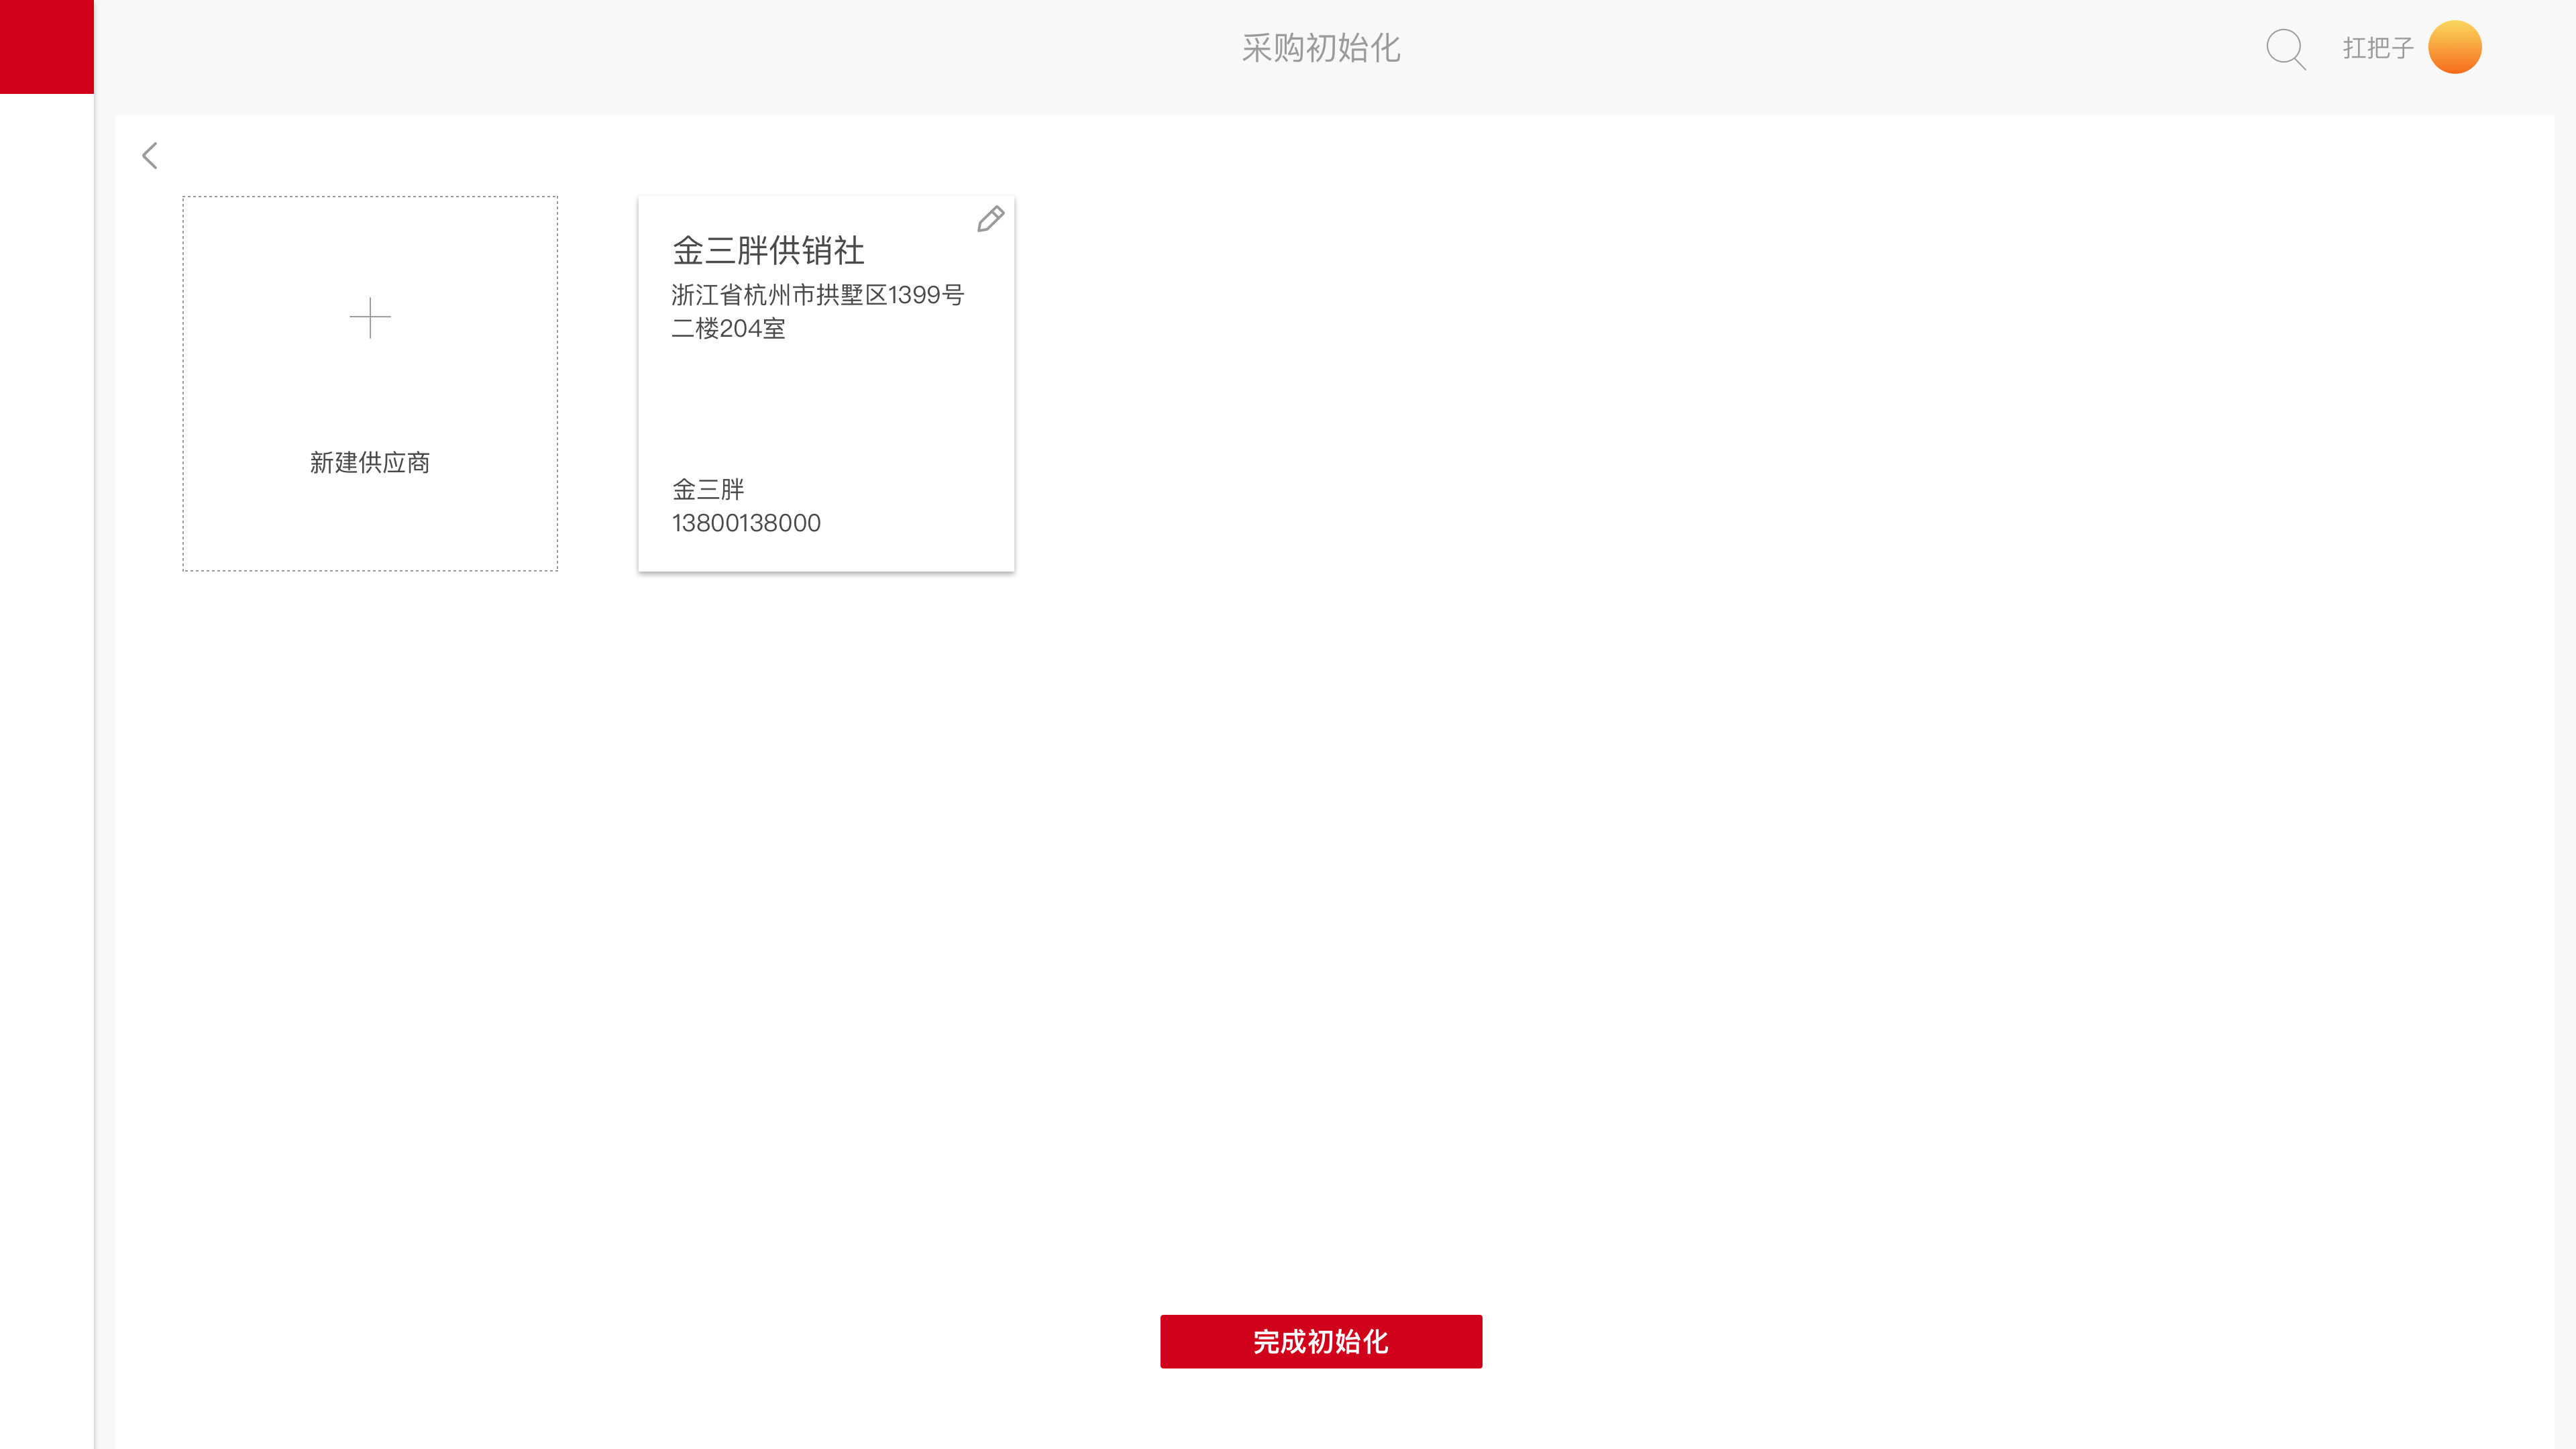 采购初始化
扛把子
金三胖供销社
浙江省杭州市拱墅区1399号
二楼204室
新建供应商
金三胖
13800138000
完成初始化